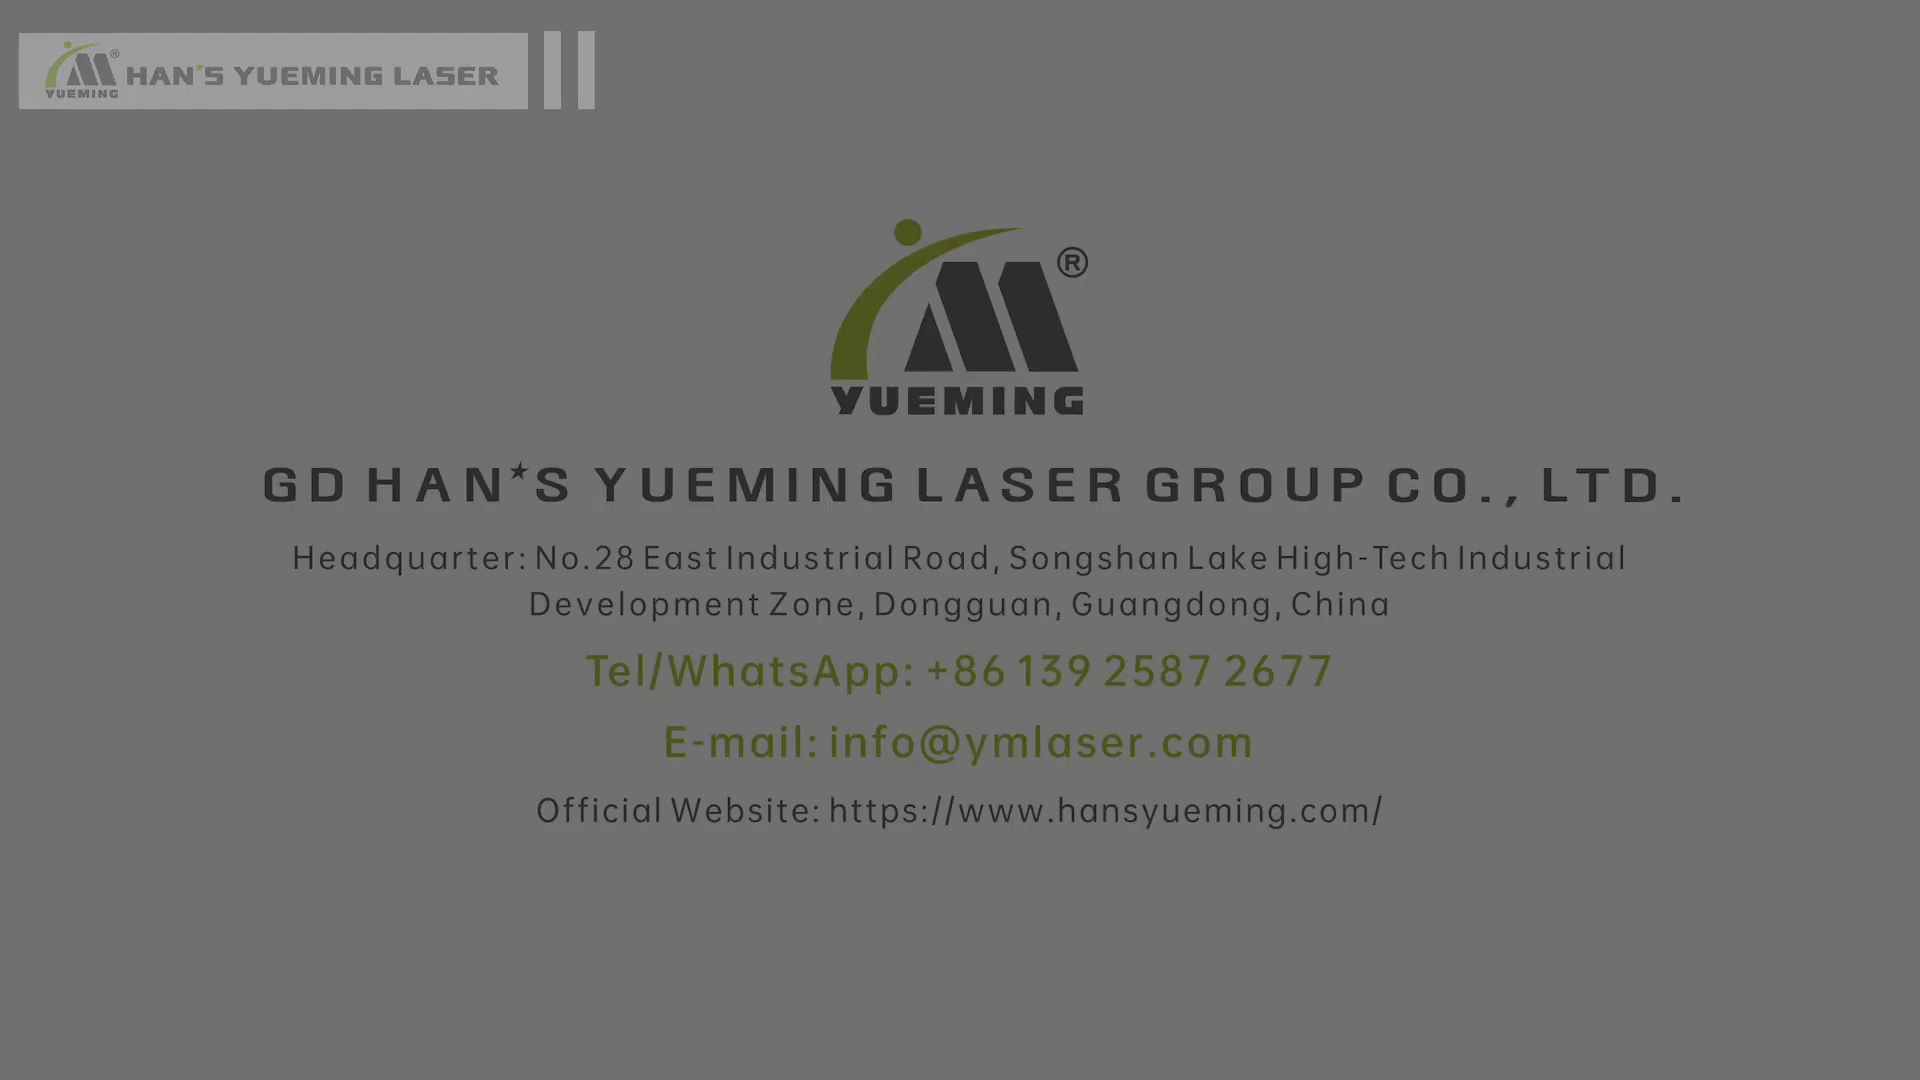 YUEMING ® HAN*S YUEMING LASER
®
YUEMING
GD HAN*S YUEMING LASER GROUP CO., LTD.
Headquarter: No.28 East Industrial Road, Songshan Lake High-Tech Industrial
Development Zone, Dongguan, Guangdong, China
Tel/WhatsApp: +86 139 2587 2677
E-mail: info@ymlaser.com
Official Website: https://www.hansyueming.com/